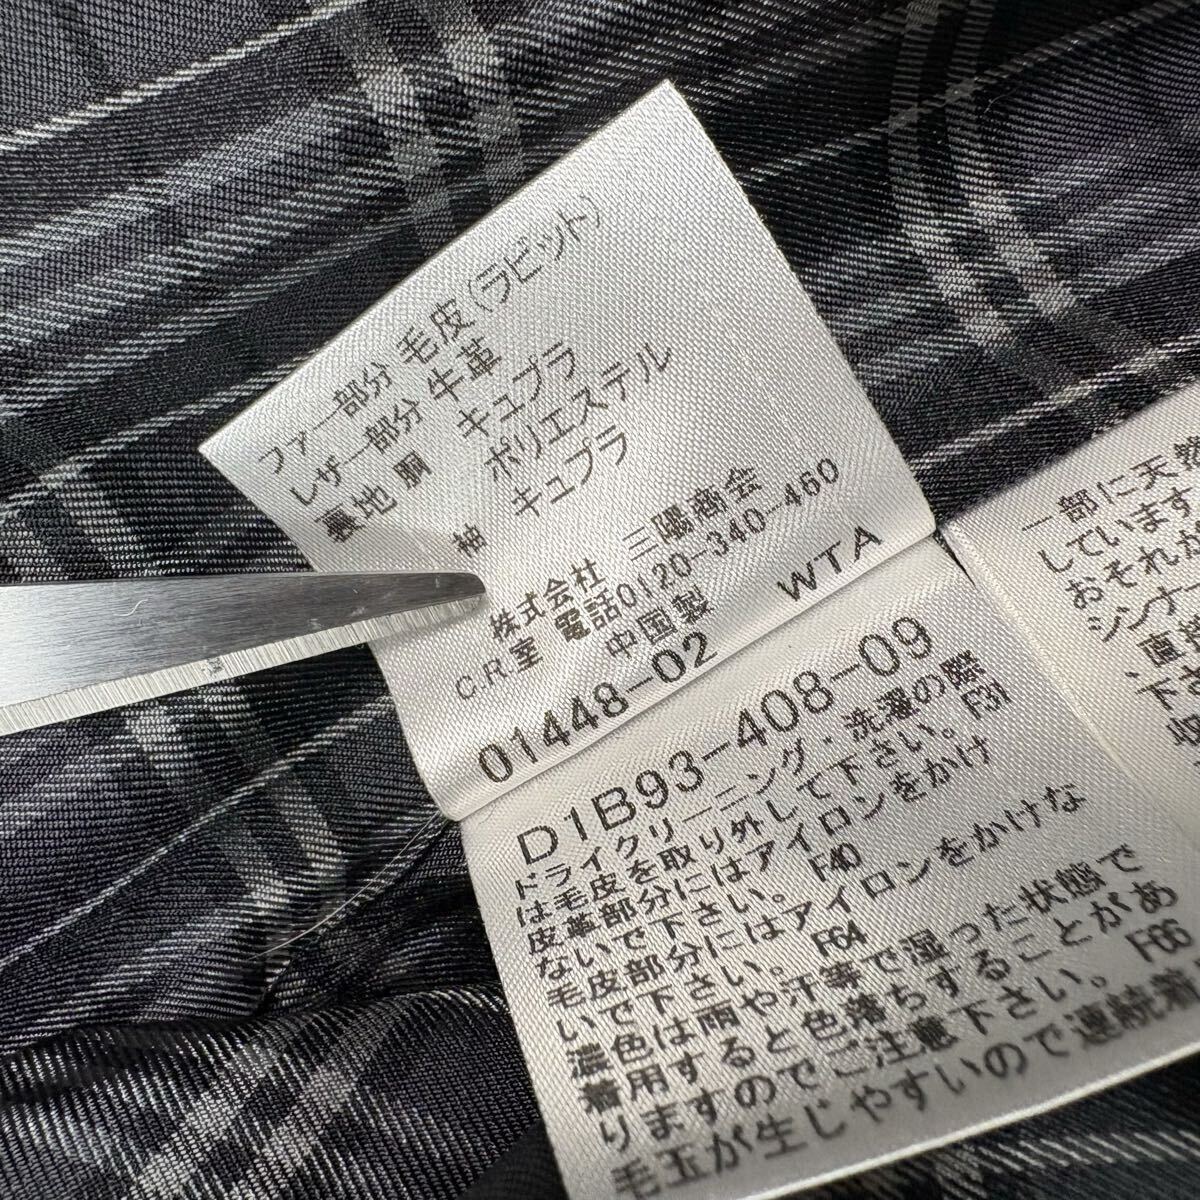 ファー部分 毛皮(ラビット)
レザー部分 牛革
裏地 胴 キュプラ
ポリエステル
袖 キュプラ
株式会社 三陽商会
C.R室 電話0120-340-460
中国製
01448-02 WTA
D1B93-408-09
ドライクリーニング・洗濯の際
は毛皮を取り外して下さい。F31
皮革部分にはアイロンをかけ
ないで下さい。F40
毛皮部分にはアイロンをかけな
いで下さい。F64
濃色は雨や汗等で湿った状態で
着用すると色落ちすることがあ
りますのでご注意下さい。F66
毛玉が生じやすいので連続着
一部に天然
しています
おそれが
シンナー